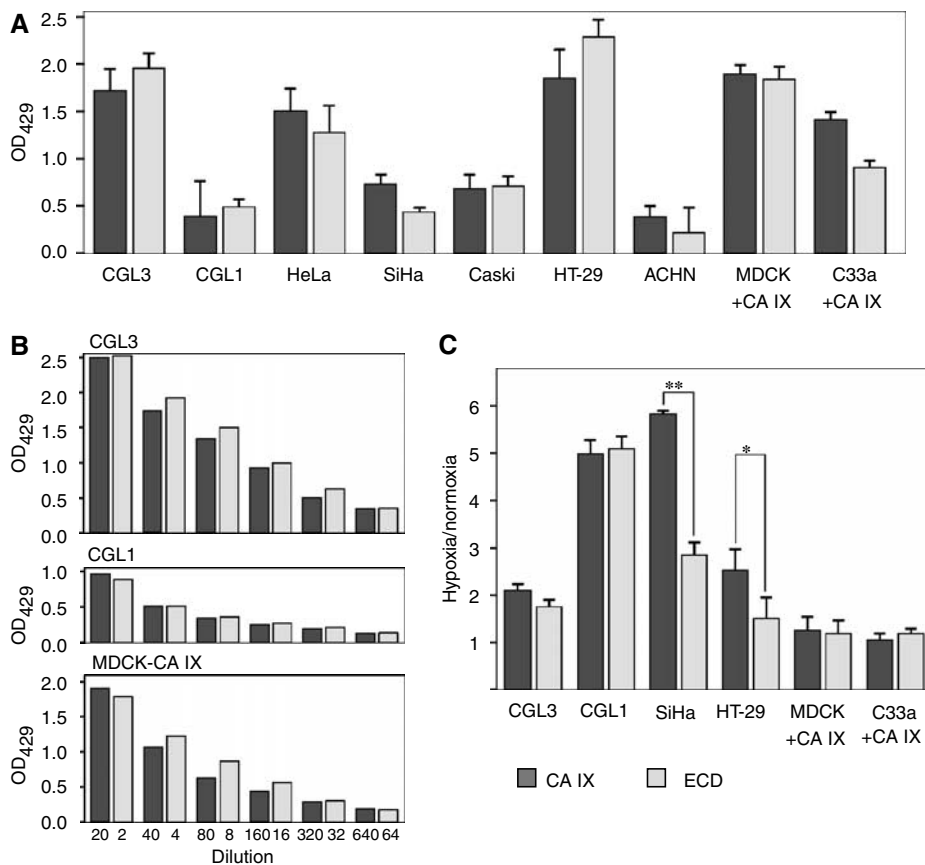 A
OD429
2.5
2.0
1.5
1.0
0.5
0.0
CGL3 CGL1 HeLa SiHa Caski HT-29 ACHN MDCK +CA IX C33a +CA IX
B
CGL3
OD429
2.5
2.0
1.5
1.0
0.5
0.0
CGL1
OD429
1.0
0.5
0.0
MDCK-CA IX
OD429
2.0
1.5
1.0
0.5
0.0
20 2 40 4 80 8 160 16 320 32 640 64
Dilution
C
Hypoxia/normoxia
6
5
4
3
2
1
**
*
CGL3 CGL1 SiHa HT-29 MDCK +CA IX C33a +CA IX
CA IX ECD